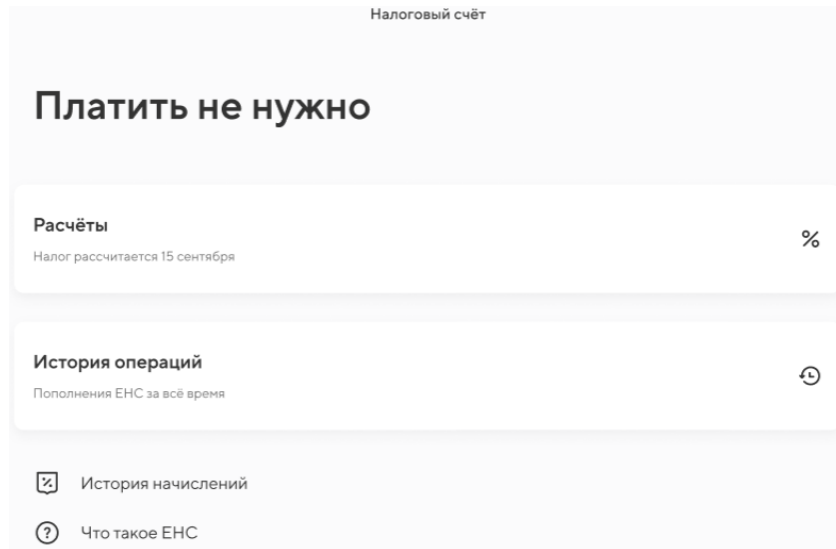 Налоговый счёт
Платить не нужно
Расчёты
Налог рассчитается 15 сентября
История операций
Пополнения ЕНС за всё время
История начислений
Что такое ЕНС